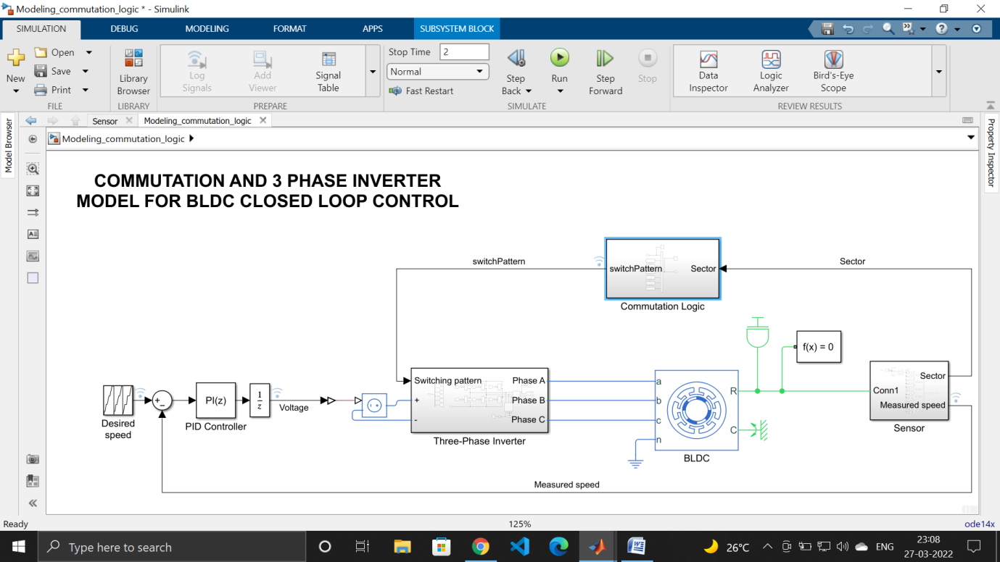 Modeling_commutation_logic * - Simulink
SIMULATION DEBUG MODELING FORMAT APPS SUBSYSTEM BLOCK
New
Open
Save
Print
FILE
Library
Browser
LIBRARY
Log
Signals
Add
Viewer
Signal
Table
PREPARE
Stop Time 2
Normal
Fast Restart
Step
Back
Run
Step
Forward
Stop
SIMULATE
Data
Inspector
Logic
Analyzer
Bird's-Eye
Scope
REVIEW RESULTS
Model Browser
Sensor
Modeling_commutation_logic
Property Inspector
Modeling_commutation_logic
COMMUTATION AND 3 PHASE INVERTER
MODEL FOR BLDC CLOSED LOOP CONTROL
switchPattern
switchPattern Sector
Commutation Logic
Sector
f(x) = 0
Desired
speed
+
−
PI(z)
PID Controller
1
z
Voltage
Switching pattern Phase A
+ Phase B
- Phase C
Three-Phase Inverter
a
b
c
n
R
C
BLDC
Sector
Conn1
Measured speed
Sensor
Measured speed
Ready 125% ode14x
Type here to search
26°C
ENG
23:08
27-03-2022